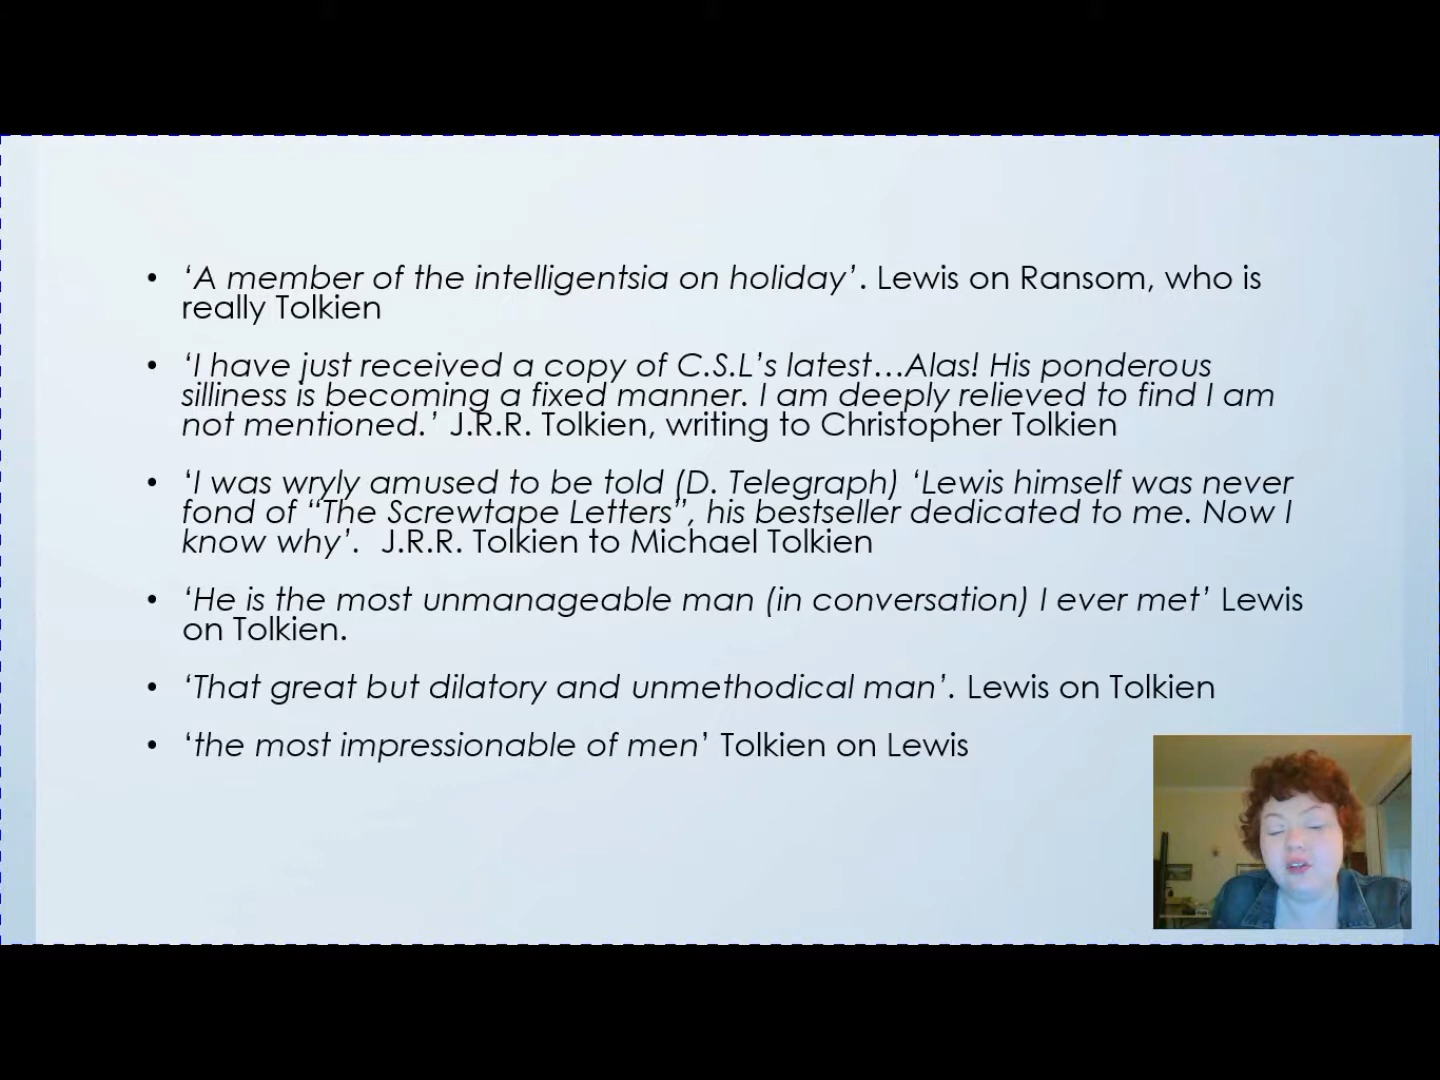 • ‘A member of the intelligentsia on holiday’. Lewis on Ransom, who is
really Tolkien
• ‘I have just received a copy of C.S.L’s latest…Alas! His ponderous
silliness is becoming a fixed manner. I am deeply relieved to find I am
not mentioned.’ J.R.R. Tolkien, writing to Christopher Tolkien
• ‘I was wryly amused to be told (D. Telegraph) ‘Lewis himself was never
fond of “The Screwtape Letters”, his bestseller dedicated to me. Now I
know why’. J.R.R. Tolkien to Michael Tolkien
• ‘He is the most unmanageable man (in conversation) I ever met’ Lewis
on Tolkien.
• ‘That great but dilatory and unmethodical man’. Lewis on Tolkien
• ‘the most impressionable of men’ Tolkien on Lewis